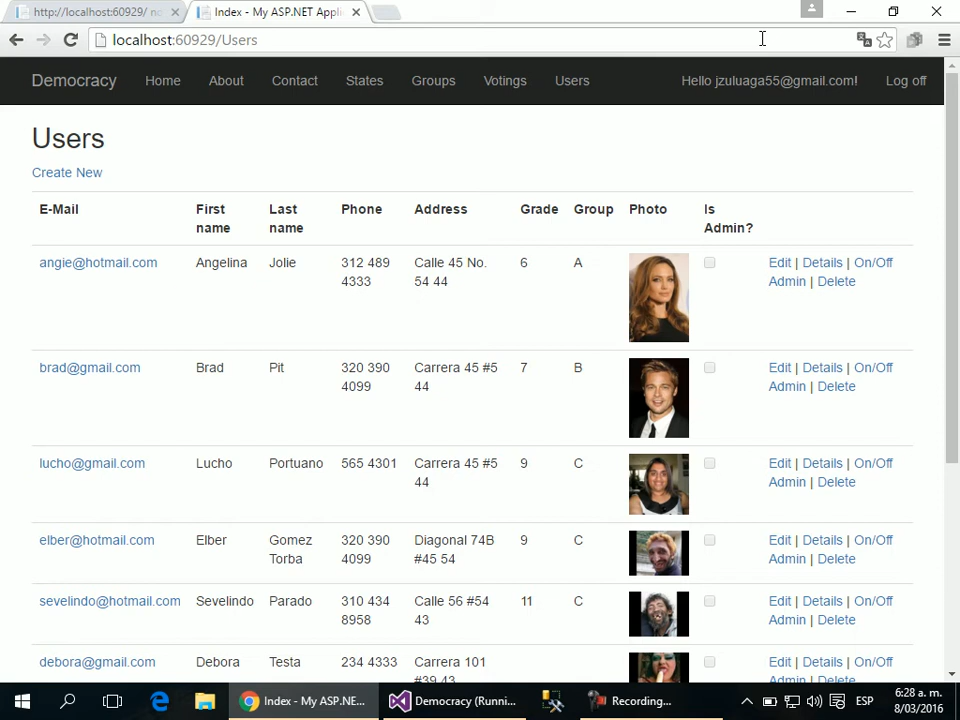 http://localhost:60929/ no
Index - My ASP.NET Appli
localhost:60929/Users
Democracy Home About Contact States Groups Votings Users Hello jzuluaga55@gmail.com! Log off
Users
Create New
E-Mail First name Last name Phone Address Grade Group Photo Is Admin?
angie@hotmail.com Angelina Jolie 312 489 Calle 45 No. 6 A Edit | Details | On/Off
4333 54 44 Admin | Delete
brad@gmail.com Brad Pit 320 390 Carrera 45 #5 7 B Edit | Details | On/Off
4099 44 Admin | Delete
lucho@gmail.com Lucho Portuano 565 4301 Carrera 45 #5 9 C Edit | Details | On/Off
44 Admin | Delete
elber@hotmail.com Elber Gomez 320 390 Diagonal 74B 9 C Edit | Details | On/Off
Torba 4099 #45 54 Admin | Delete
sevelindo@hotmail.com Sevelindo Parado 310 434 Calle 56 #54 11 C Edit | Details | On/Off
8958 43 Admin | Delete
debora@gmail.com Debora Testa 234 4333 Carrera 101 9 C Edit | Details | On/Off
#39 43 Admin | Delete
Index - My ASP.NE... Democracy (Runni... Recording... ESP 6:28 a. m.
8/03/2016